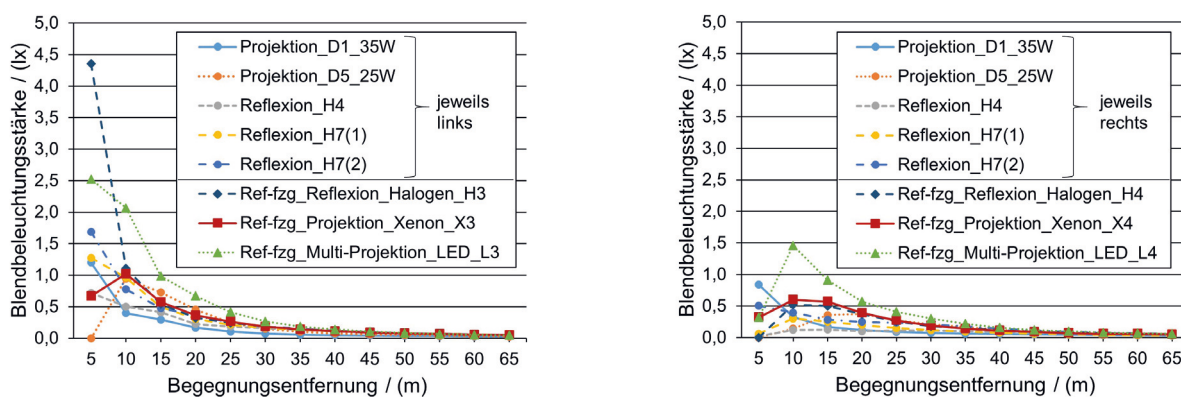 5,0
4,5
4,0
3,5
3,0
2,5
2,0
1,5
1,0
0,5
0,0
Blendbeleuchtungsstärke / (lx)
Projektion_D1_35W
Projektion_D5_25W
Reflexion_H4
Reflexion_H7(1)
Reflexion_H7(2)
jeweils
links
Ref-fzg_Reflexion_Halogen_H3
Ref-fzg_Projektion_Xenon_X3
Ref-fzg_Multi-Projektion_LED_L3
5 10 15 20 25 30 35 40 45 50 55 60 65
Begegnungsentfernung / (m)
5,0
4,5
4,0
3,5
3,0
2,5
2,0
1,5
1,0
0,5
0,0
Blendbeleuchtungsstärke / (lx)
Projektion_D1_35W
Projektion_D5_25W
Reflexion_H4
Reflexion_H7(1)
Reflexion_H7(2)
jeweils
rechts
Ref-fzg_Reflexion_Halogen_H4
Ref-fzg_Projektion_Xenon_X4
Ref-fzg_Multi-Projektion_LED_L4
5 10 15 20 25 30 35 40 45 50 55 60 65
Begegnungsentfernung / (m)